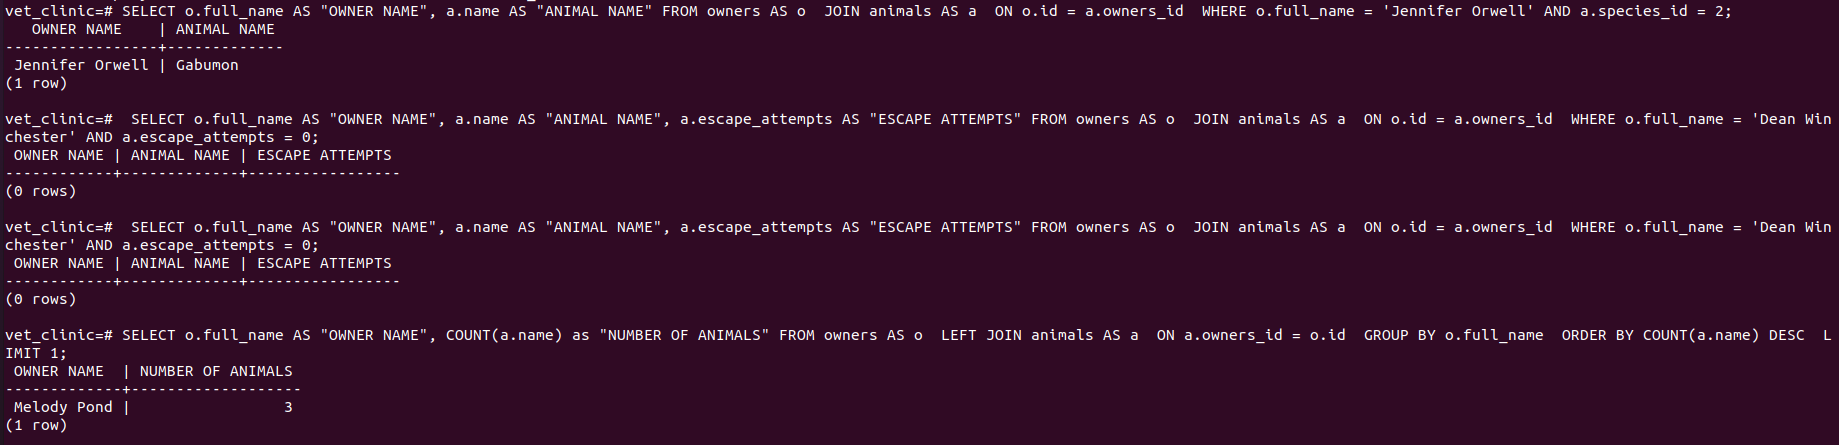 vet_clinic=# SELECT o.full_name AS "OWNER NAME", a.name AS "ANIMAL NAME" FROM owners AS o  JOIN animals AS a  ON o.id = a.owners_id  WHERE o.full_name = 'Jennifer Orwell' AND a.species_id = 2;
   OWNER NAME    | ANIMAL NAME
-----------------+-------------
 Jennifer Orwell | Gabumon
(1 row)

vet_clinic=#  SELECT o.full_name AS "OWNER NAME", a.name AS "ANIMAL NAME", a.escape_attempts AS "ESCAPE ATTEMPTS" FROM owners AS o  JOIN animals AS a  ON o.id = a.owners_id  WHERE o.full_name = 'Dean Win
chester' AND a.escape_attempts = 0;
 OWNER NAME | ANIMAL NAME | ESCAPE ATTEMPTS
------------+-------------+-----------------
(0 rows)

vet_clinic=#  SELECT o.full_name AS "OWNER NAME", a.name AS "ANIMAL NAME", a.escape_attempts AS "ESCAPE ATTEMPTS" FROM owners AS o  JOIN animals AS a  ON o.id = a.owners_id  WHERE o.full_name = 'Dean Win
chester' AND a.escape_attempts = 0;
 OWNER NAME | ANIMAL NAME | ESCAPE ATTEMPTS
------------+-------------+-----------------
(0 rows)

vet_clinic=# SELECT o.full_name AS "OWNER NAME", COUNT(a.name) as "NUMBER OF ANIMALS" FROM owners AS o  LEFT JOIN animals AS a  ON a.owners_id = o.id  GROUP BY o.full_name  ORDER BY COUNT(a.name) DESC  L
IMIT 1;
 OWNER NAME  | NUMBER OF ANIMALS
-------------+-------------------
 Melody Pond |                 3
(1 row)